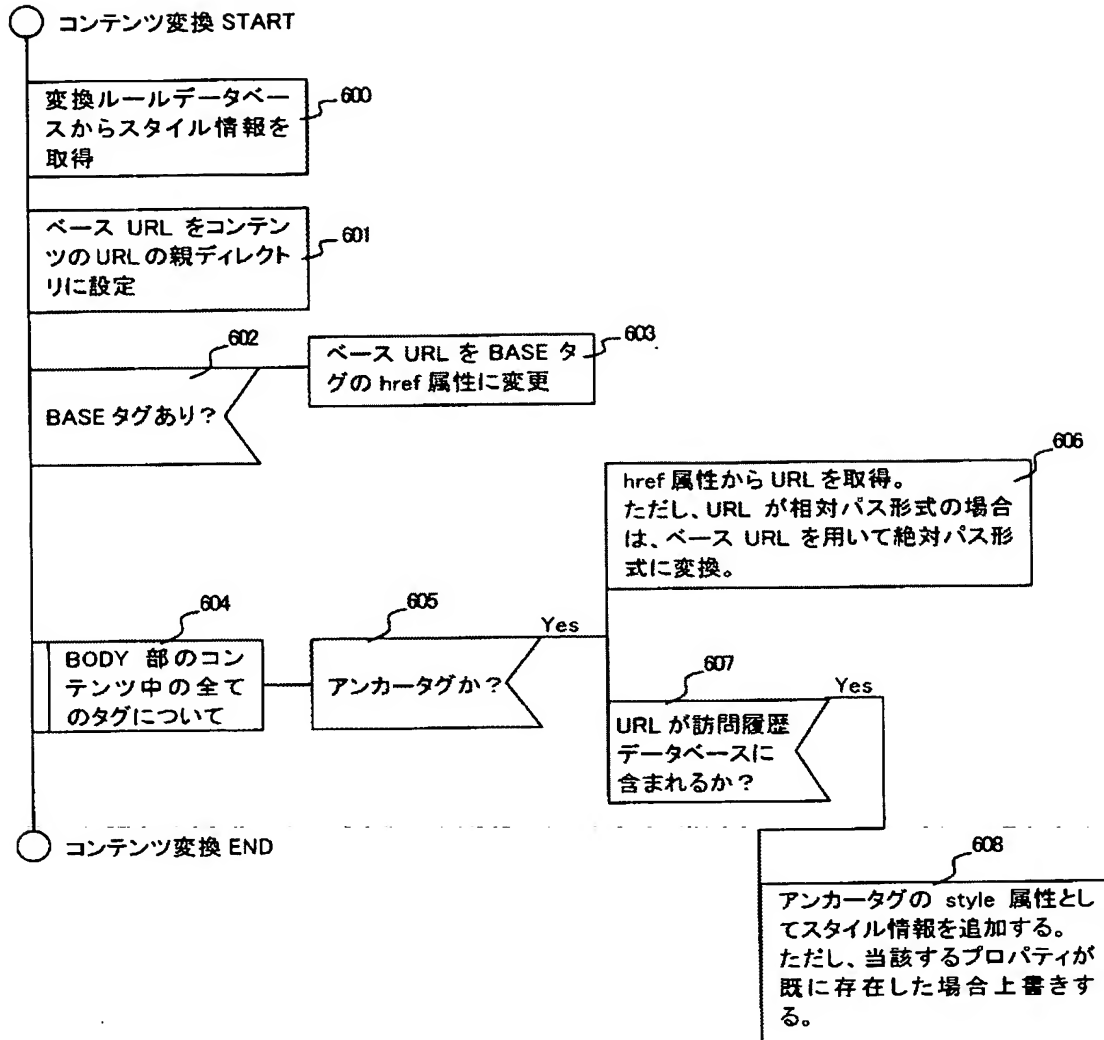 コンテンツ変換 START
変換ルールデータベー
スからスタイル情報を
取得
600
ベース URL をコンテン
ツの URL の親ディレクト
リに設定
601
602
BASE タグあり?
ベース URL を BASE タ
グの href 属性に変更
603
606
href 属性から URL を取得。
ただし、URL が相対パス形式の場合
は、ベース URL を用いて絶対パス形
式に変換。
604
BODY 部のコン
テンツ中の全て
のタグについて
605
アンカータグか?
Yes
607
URL が訪問履歴
データベースに
含まれるか?
Yes
コンテンツ変換 END
608
アンカータグの style 属性とし
てスタイル情報を追加する。
ただし、当該するプロパティが
既に存在した場合上書きす
る。